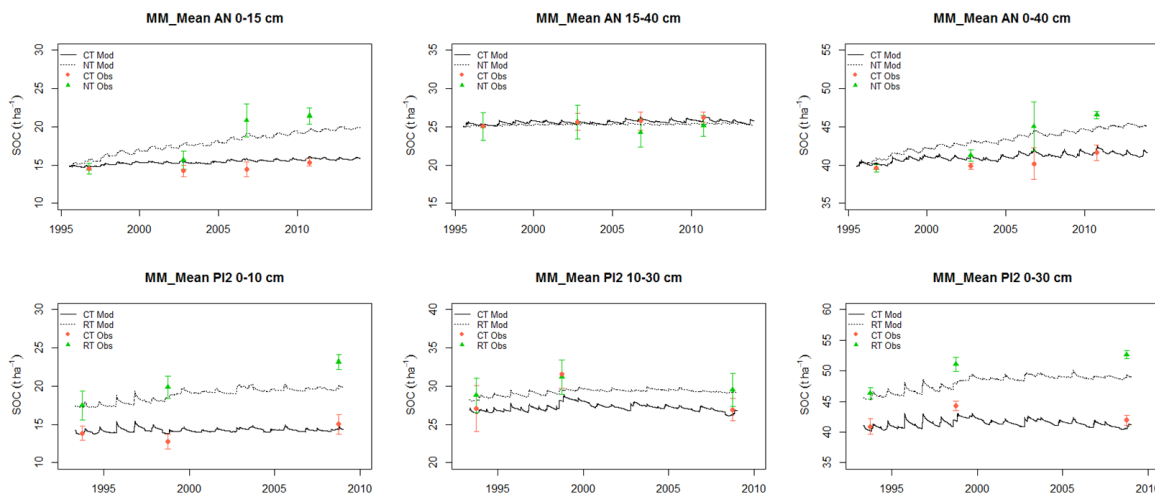 MM_Mean AN 0-15 cm
SOC (t ha⁻¹)
30
25
20
15
10
CT Mod
NT Mod
CT Obs
NT Obs
1995 2000 2005 2010
MM_Mean AN 15-40 cm
SOC (t ha⁻¹)
35
30
25
20
15
CT Mod
NT Mod
CT Obs
NT Obs
1995 2000 2005 2010
MM_Mean AN 0-40 cm
SOC (t ha⁻¹)
55
50
45
40
35
CT Mod
NT Mod
CT Obs
NT Obs
1995 2000 2005 2010
MM_Mean PI2 0-10 cm
SOC (t ha⁻¹)
30
25
20
15
10
CT Mod
RT Mod
CT Obs
RT Obs
1995 2000 2005 2010
MM_Mean PI2 10-30 cm
SOC (t ha⁻¹)
40
35
30
25
20
CT Mod
RT Mod
CT Obs
RT Obs
1995 2000 2005 2010
MM_Mean PI2 0-30 cm
SOC (t ha⁻¹)
60
55
50
45
40
35
CT Mod
RT Mod
CT Obs
RT Obs
1995 2000 2005 2010